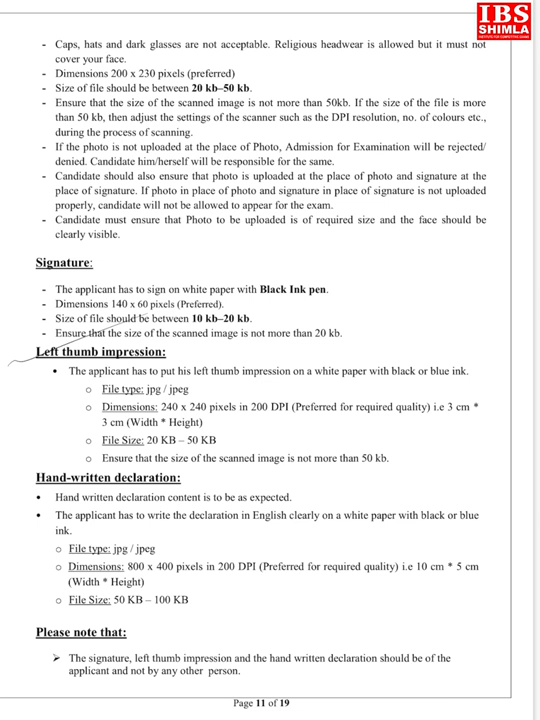 IBS
SHIMLA
INSTITUTE FOR COMPETITIVE EXAMS
- Caps, hats and dark glasses are not acceptable. Religious headwear is allowed but it must not
cover your face.
- Dimensions 200 x 230 pixels (preferred)
- Size of file should be between 20 kb–50 kb.
- Ensure that the size of the scanned image is not more than 50kb. If the size of the file is more
than 50 kb, then adjust the settings of the scanner such as the DPI resolution, no. of colours etc.,
during the process of scanning.
- If the photo is not uploaded at the place of Photo, Admission for Examination will be rejected/
denied. Candidate him/herself will be responsible for the same.
- Candidate should also ensure that photo is uploaded at the place of photo and signature at the
place of signature. If photo in place of photo and signature in place of signature is not uploaded
properly, candidate will not be allowed to appear for the exam.
- Candidate must ensure that Photo to be uploaded is of required size and the face should be
clearly visible.
Signature:
- The applicant has to sign on white paper with Black Ink pen.
- Dimensions 140 x 60 pixels (Preferred).
- Size of file should be between 10 kb–20 kb.
- Ensure that the size of the scanned image is not more than 20 kb.
Left thumb impression:
• The applicant has to put his left thumb impression on a white paper with black or blue ink.
o File type: jpg / jpeg
o Dimensions: 240 x 240 pixels in 200 DPI (Preferred for required quality) i.e 3 cm *
3 cm (Width * Height)
o File Size: 20 KB – 50 KB
o Ensure that the size of the scanned image is not more than 50 kb.
Hand-written declaration:
• Hand written declaration content is to be as expected.
• The applicant has to write the declaration in English clearly on a white paper with black or blue
ink.
o File type: jpg / jpeg
o Dimensions: 800 x 400 pixels in 200 DPI (Preferred for required quality) i.e 10 cm * 5 cm
(Width * Height)
o File Size: 50 KB – 100 KB
Please note that:
➢ The signature, left thumb impression and the hand written declaration should be of the
applicant and not by any other person.
Page 11 of 19